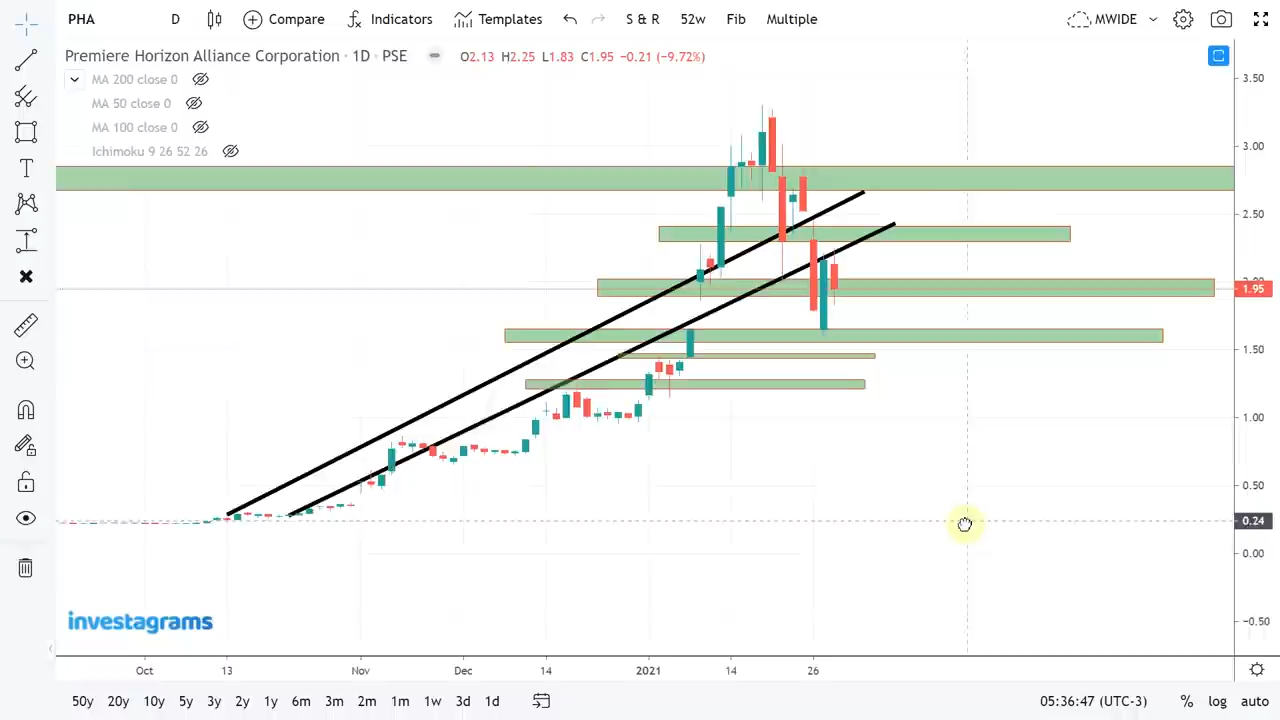 PHA D Compare Indicators Templates S & R 52w Fib Multiple MWIDE
Premiere Horizon Alliance Corporation · 1D · PSE O2.13 H2.25 L1.83 C1.95 −0.21 (−9.72%)
MA 200 close 0
MA 50 close 0
MA 100 close 0
Ichimoku 9 26 52 26
3.50
3.00
2.50
2.00
1.95
1.50
1.00
0.50
0.24
0.00
−0.50
investagrams
Oct 13 Nov Dec 14 2021 14 26
50y 20y 10y 5y 3y 2y 1y 6m 3m 2m 1m 1w 3d 1d 05:36:47 (UTC-3) % log auto